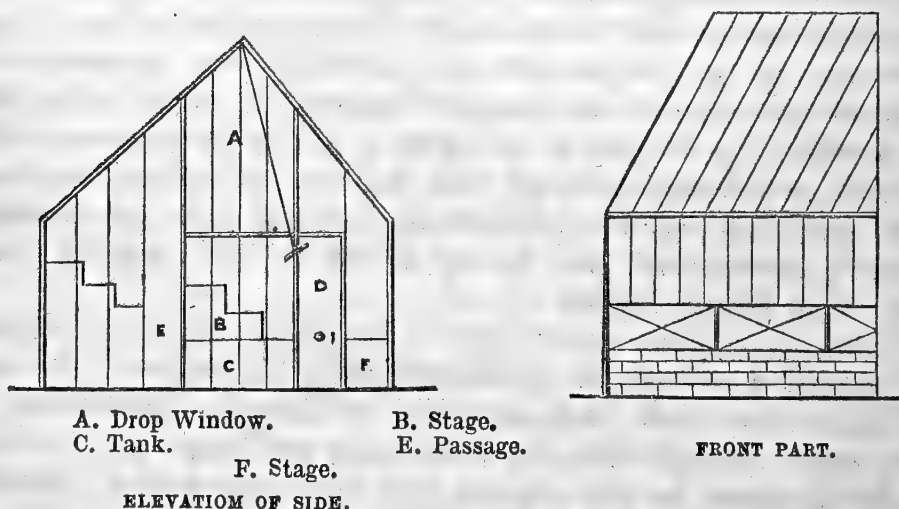 A
D
E
B
C
F
A. Drop Window. B. Stage.
C. Tank. E. Passage.
F. Stage.
ELEVATIOM OF SIDE.
FRONT PART.